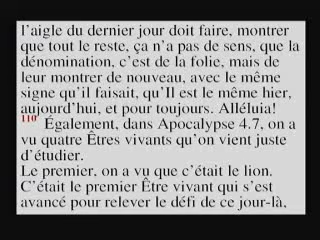 l’aigle du dernier jour doit faire, montrer
que tout le reste, ça n’a pas de sens, que la
dénomination, c’est de la folie, mais de
leur montrer de nouveau, avec le même
signe qu’il faisait, qu’Il est le même hier,
aujourd’hui, et pour toujours. Alléluia!
110 Également, dans Apocalypse 4.7, on a
vu quatre Êtres vivants qu’on vient juste
d’étudier.
Le premier, on a vu que c’était le lion.
C’était le premier Être vivant qui s’est
avancé pour relever le défi de ce jour-là,